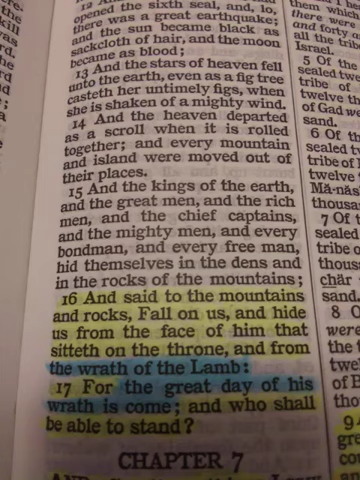 12 And
opened the sixth seal, and, lo,
there was a great earthquake;
and the sun became black as
sackcloth of hair, and the moon
became as blood;
13 And the stars of heaven fell
unto the earth, even as a fig tree
casteth her untimely figs, when
she is shaken of a mighty wind.
14 And the heaven departed
as a scroll when it is rolled
together; and every mountain
and island were moved out of
their places.
15 And the kings of the earth,
and the great men, and the rich
men, and the chief captains,
and the mighty men, and every
bondman, and every free man,
hid themselves in the dens and
in the rocks of the mountains;
16 And said to the mountains
and rocks, Fall on us, and hide
us from the face of him that
sitteth on the throne, and from
the wrath of the Lamb:
17 For the great day of his
wrath is come; and who shall
be able to stand?
CHAPTER 7
them
there were
and forty
all the
Israel.
5 Of the
sealed
tribe of
twelve
of Gad
sand.
6 Of
sealed
tribe of
twelve
Mă-năs
thousa
7 Of
sealed
tribe
thous
chär
sand
8 O
were
tribe
twel
of B
tho
9
gre
co
an